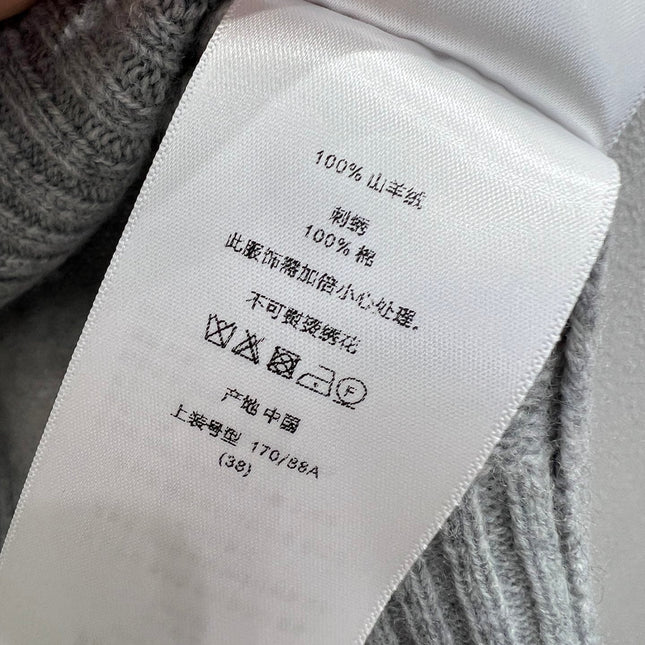 100% 山羊绒
刺绣
100% 棉
此服饰需加倍小心处理.
不可熨烫绣花
F
产地 中国
上装号型 170/88A
(38)